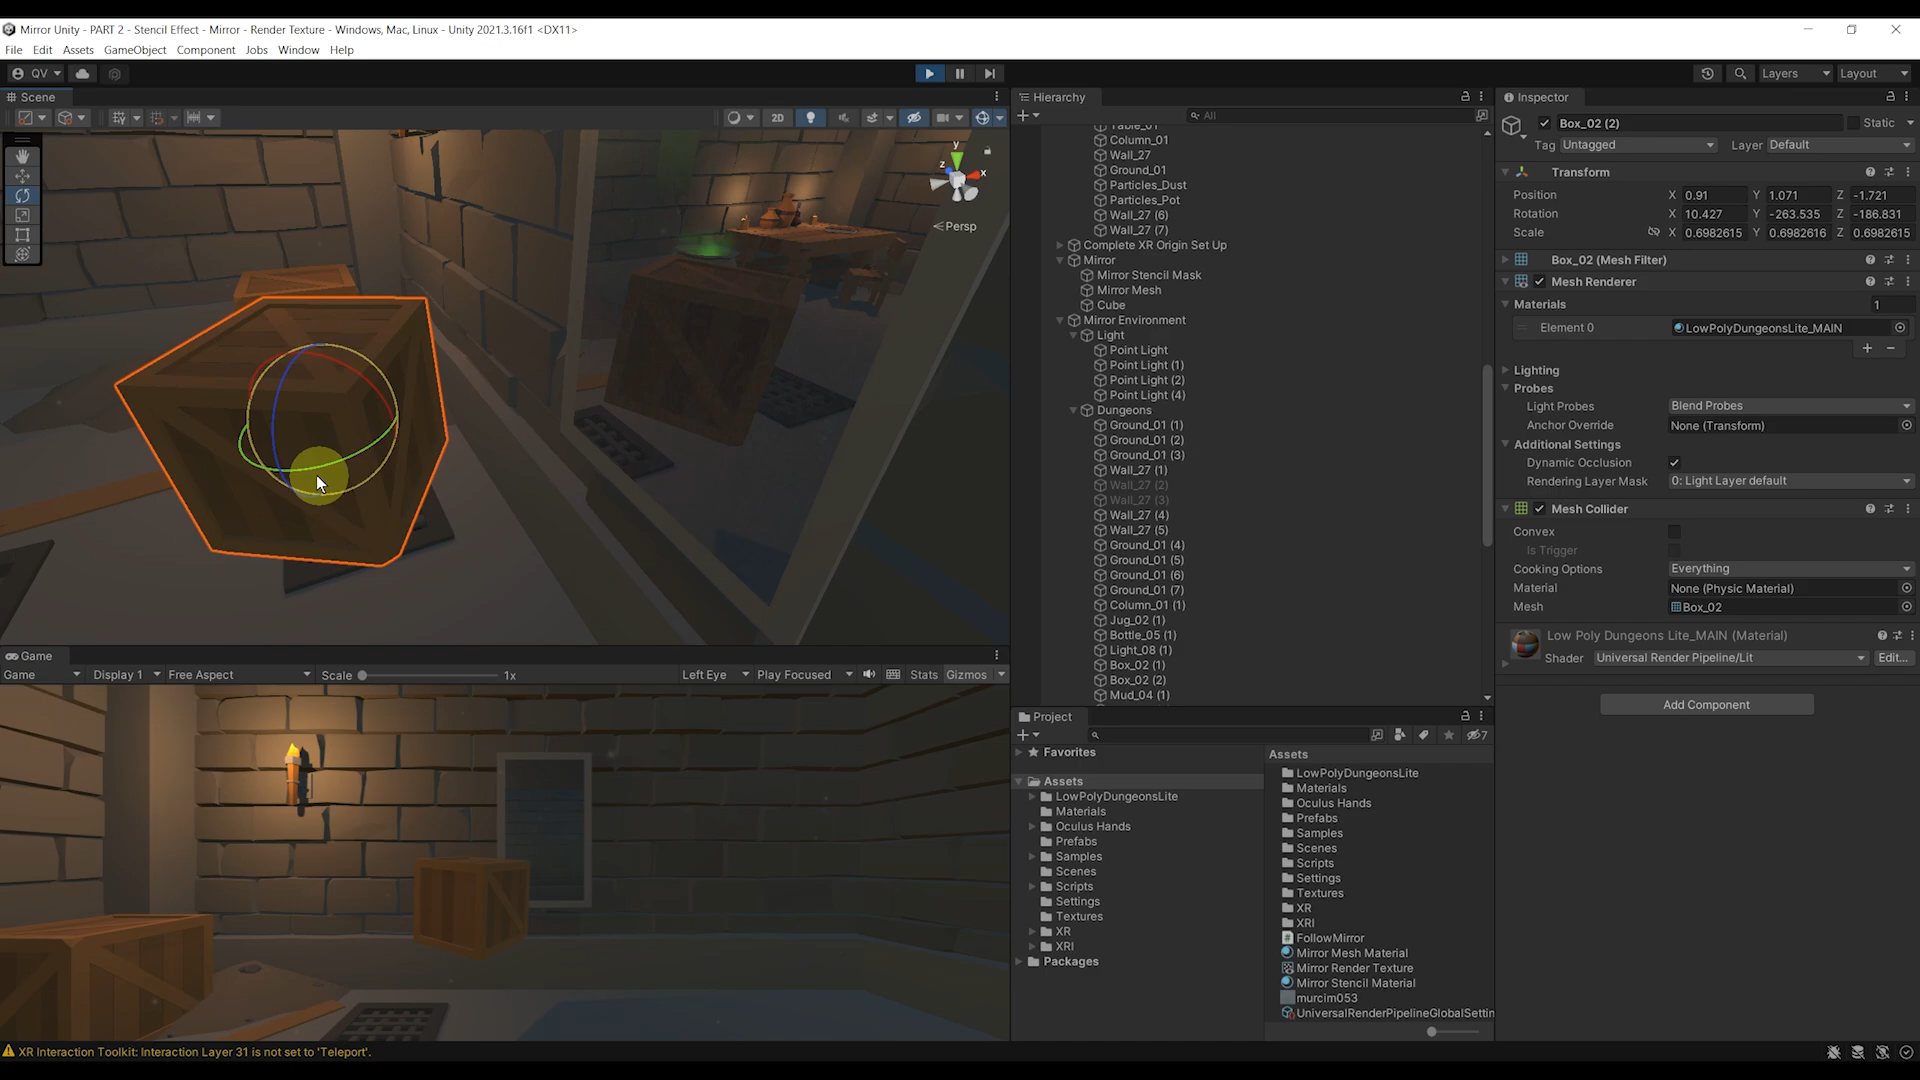 Mirror Unity - PART 2 - Stencil Effect - Mirror - Render Texture - Windows, Mac, Linux - Unity 2021.3.16f1 <DX11>
File Edit Assets GameObject Component Jobs Window Help
QV Layers Layout
Scene
2D
y
z
x
Persp
Game
Game Display 1 Free Aspect Scale 1x Left Eye Play Focused Stats Gizmos
XR Interaction Toolkit: Interaction Layer 31 is not set to 'Teleport'.
Hierarchy
All
Table_01
Column_01
Wall_27
Ground_01
Particles_Dust
Particles_Pot
Wall_27 (6)
Wall_27 (7)
Complete XR Origin Set Up
Mirror
Mirror Stencil Mask
Mirror Mesh
Cube
Mirror Environment
Light
Point Light
Point Light (1)
Point Light (2)
Point Light (4)
Dungeons
Ground_01 (1)
Ground_01 (2)
Ground_01 (3)
Wall_27 (1)
Wall_27 (2)
Wall_27 (3)
Wall_27 (4)
Wall_27 (5)
Ground_01 (4)
Ground_01 (5)
Ground_01 (6)
Ground_01 (7)
Column_01 (1)
Jug_02 (1)
Bottle_05 (1)
Light_08 (1)
Box_02 (1)
Box_02 (2)
Mud_04 (1)
Project
7
Favorites
Assets
LowPolyDungeonsLite
Materials
Oculus Hands
Prefabs
Samples
Scenes
Scripts
Settings
Textures
XR
XRI
Packages
Assets
LowPolyDungeonsLite
Materials
Oculus Hands
Prefabs
Samples
Scenes
Scripts
Settings
Textures
XR
XRI
FollowMirror
Mirror Mesh Material
Mirror Render Texture
Mirror Stencil Material
murcim053
UniversalRenderPipelineGlobalSettin
Inspector
Box_02 (2) Static
Tag Untagged Layer Default
Transform
Position X 0.91 Y 1.071 Z -1.721
Rotation X 10.427 Y -263.535 Z -186.831
Scale X 0.6982615 Y 0.6982616 Z 0.6982615
Box_02 (Mesh Filter)
Mesh Renderer
Materials 1
Element 0 LowPolyDungeonsLite_MAIN
+ -
Lighting
Probes
Light Probes Blend Probes
Anchor Override None (Transform)
Additional Settings
Dynamic Occlusion
Rendering Layer Mask 0: Light Layer default
Mesh Collider
Convex
Is Trigger
Cooking Options Everything
Material None (Physic Material)
Mesh Box_02
Low Poly Dungeons Lite_MAIN (Material)
Shader Universal Render Pipeline/Lit Edit...
Add Component